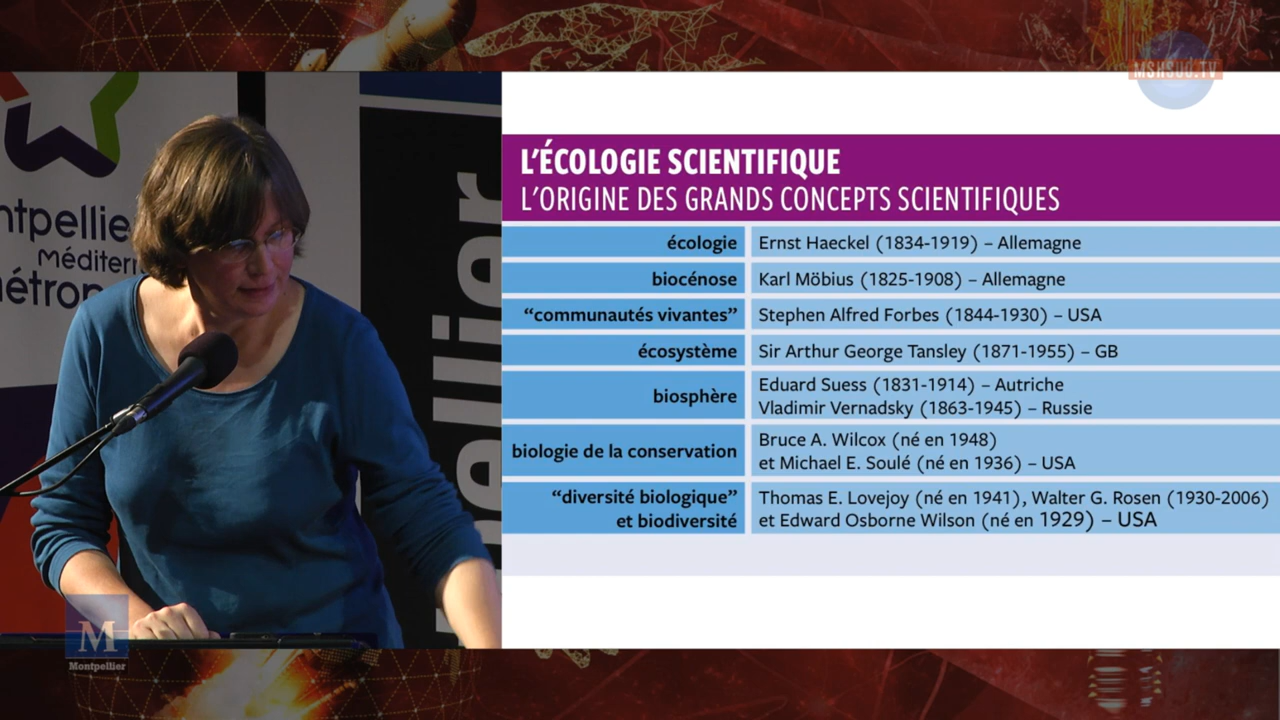 MSHSUD.TV
ntpellie
méditerr
étrop
pellier
L'ÉCOLOGIE SCIENTIFIQUE
L'ORIGINE DES GRANDS CONCEPTS SCIENTIFIQUES
écologie
Ernst Haeckel (1834-1919) – Allemagne
biocénose
Karl Möbius (1825-1908) – Allemagne
“communautés vivantes”
Stephen Alfred Forbes (1844-1930) – USA
écosystème
Sir Arthur George Tansley (1871-1955) – GB
biosphère
Eduard Suess (1831-1914) – Autriche
Vladimir Vernadsky (1863-1945) – Russie
biologie de la conservation
Bruce A. Wilcox (né en 1948)
et Michael E. Soulé (né en 1936) – USA
“diversité biologique”
et biodiversité
Thomas E. Lovejoy (né en 1941), Walter G. Rosen (1930-2006)
et Edward Osborne Wilson (né en 1929) – USA
M
Montpellier